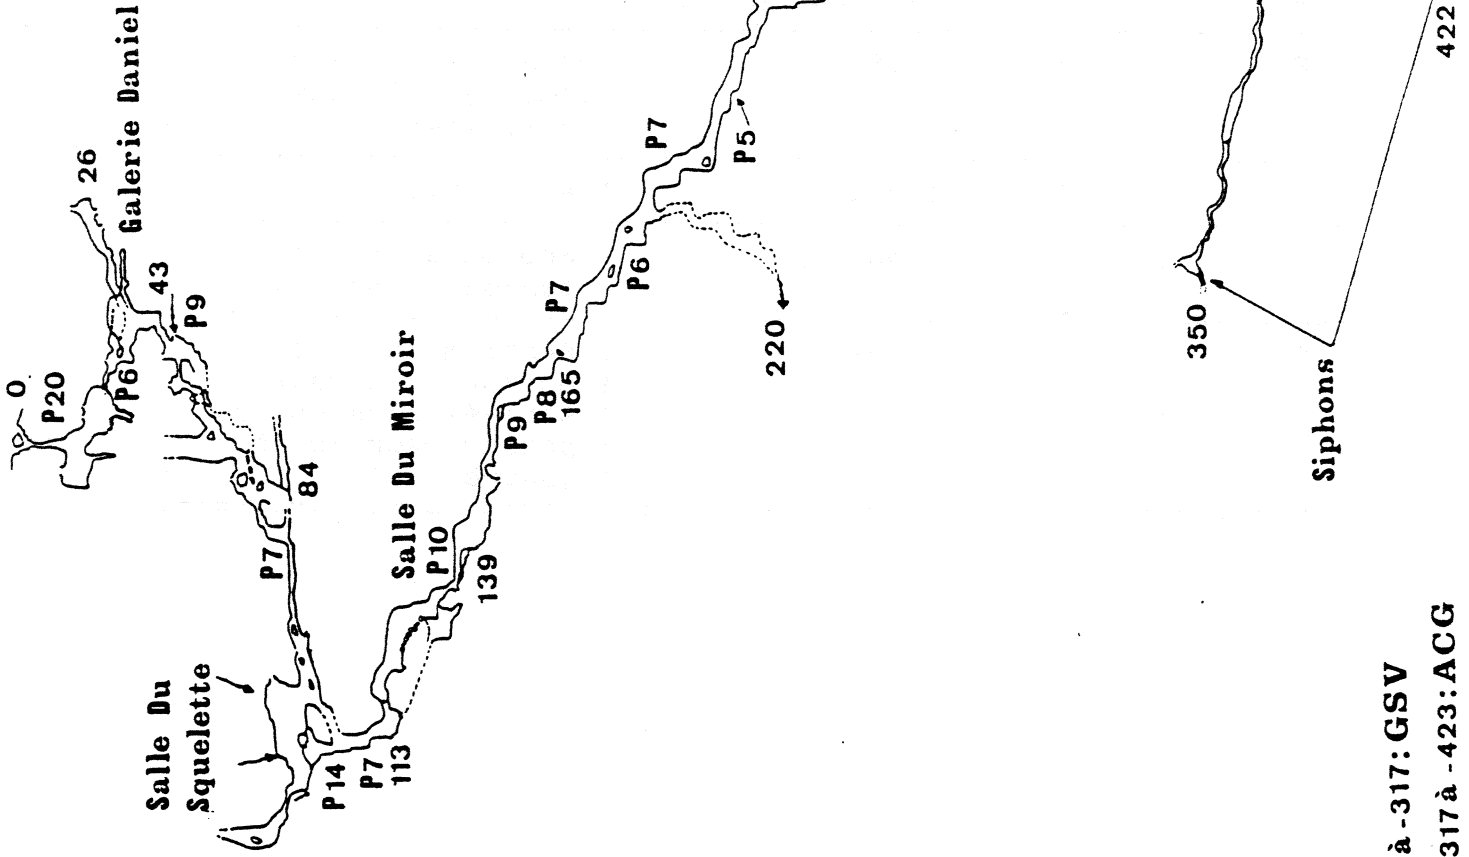 0
P20
P6
26
Galerie Daniel
43
P9
84
P7
Salle Du
Squelette
P14
P7
113
Salle Du Miroir
P10
139
P9
P8
165
P7
P6
P7
P5
220
350
Siphons
422
à -317: GSV
317 à -423: ACG